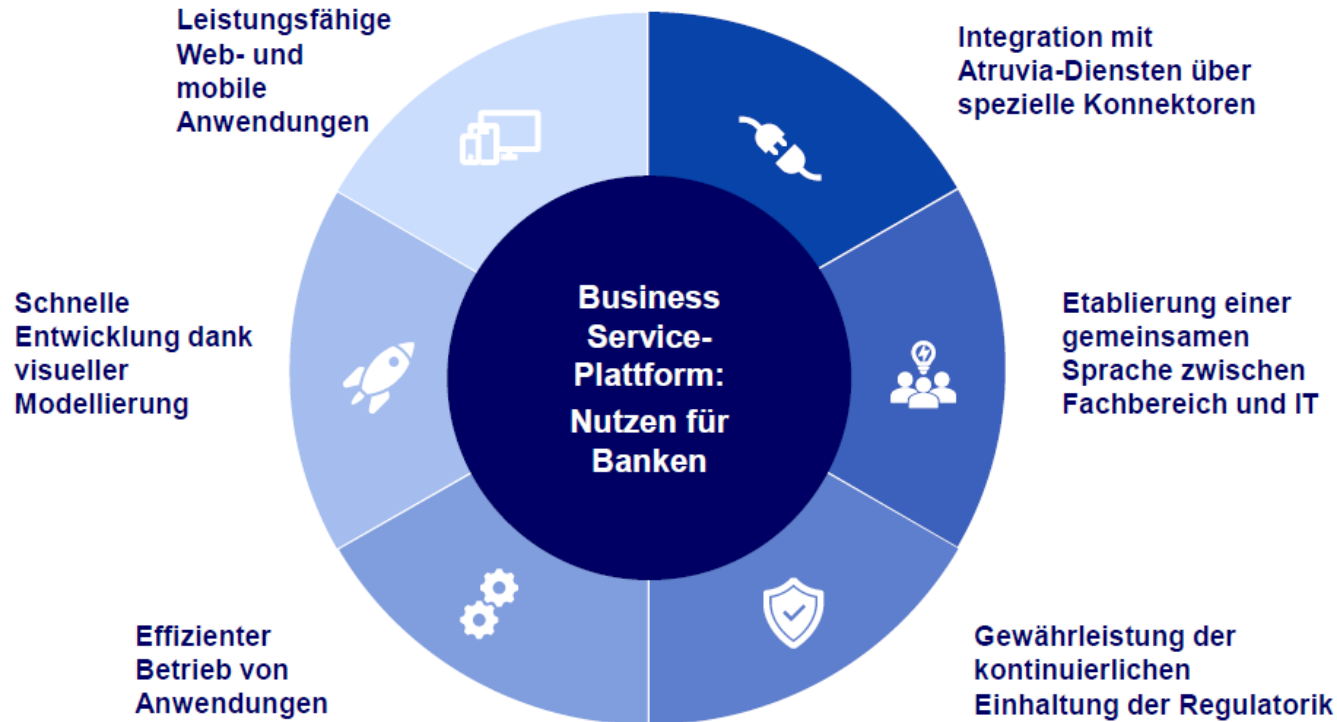 Leistungsfähige
Web- und
mobile
Anwendungen
Integration mit
Atruvia-Diensten über
spezielle Konnektoren
Schnelle
Entwicklung dank
visueller
Modellierung
Business
Service-
Plattform:
Nutzen für
Banken
Etablierung einer
gemeinsamen
Sprache zwischen
Fachbereich und IT
Effizienter
Betrieb von
Anwendungen
Gewährleistung der
kontinuierlichen
Einhaltung der Regulatorik